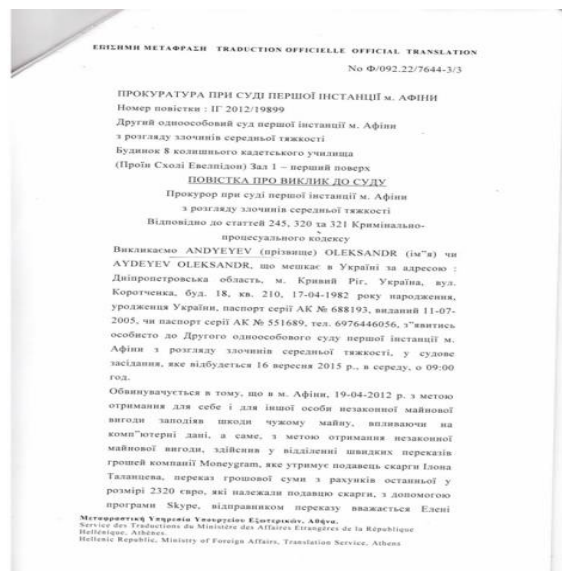 ΕΠΙΣΗΜΗ ΜΕΤΑΦΡΑΣΗ TRADUCTION OFFICIELLE OFFICIAL TRANSLATION
No Φ/092.22/7644-3/3
ПРОКУРАТУРА ПРИ СУДІ ПЕРШОЇ ІНСТАНЦІЇ м. АФІНИ
Номер повістки : ΙΓ 2012/19899
Другий одноособовий суд першої інстанції м. Афіни
з розгляду злочинів середньої тяжкості
Будинок 8 колишнього кадетського училища
(Проїн Схолі Евелпідон) Зал 1 – перший поверх
ПОВІСТКА ПРО ВИКЛИК ДО СУДУ
Прокурор при суді першої інстанції м. Афіни
з розгляду злочинів середньої тяжкості
Відповідно до статтей 245, 320 та 321 Кримінально-
процесуального кодексу
Викликаємо ANDYEYEV (прізвище) OLEKSANDR (ім"я) чи
AYDEYEV OLEKSANDR, що мешкає в Україні за адресою :
Дніпропетровська область, м. Кривий Ріг, Україна, вул.
Коротченка, буд. 18, кв. 210, 17-04-1982 року народження,
уродженця України, паспорт серії АК № 688193, виданий 11-07-
2005, чи паспорт серії АК № 551689, тел. 6976446056, з"явитись
особисто до Другого одноособового суду першої інстанції м.
Афіни з розгляду злочинів середньої тяжкості, у судове
засідання, яке відбудеться 16 вересня 2015 р., в середу, о 09:00
год.
Обвинувачується в тому, що в м. Афіни, 19-04-2012 р. з метою
отримання для себе і для іншої особи незаконної майнової
вигоди заподіяв шкоди чужому майну, впливаючи на
комп"ютерні дані, а саме, з метою отримання незаконної
майнової вигоди, здійснив у відділенні швидких переказів
грошей компанії Moneygram, яке утримує подавець скарги Ілона
Таланцева, переказ грошової суми з рахунків останньої у
розмірі 2320 євро, які належали подавцю скарги, з допомогою
програми Skype, відправником переказу вважається Елені
Μεταφραστική Υπηρεσία Υπουργείου Εξωτερικών, Αθήνα.
Service des Traductions du Ministère des Affaires Etrangères de la République
Hellénique, Athènes.
Hellenic Republic, Ministry of Foreign Affairs, Translation Service, Athens